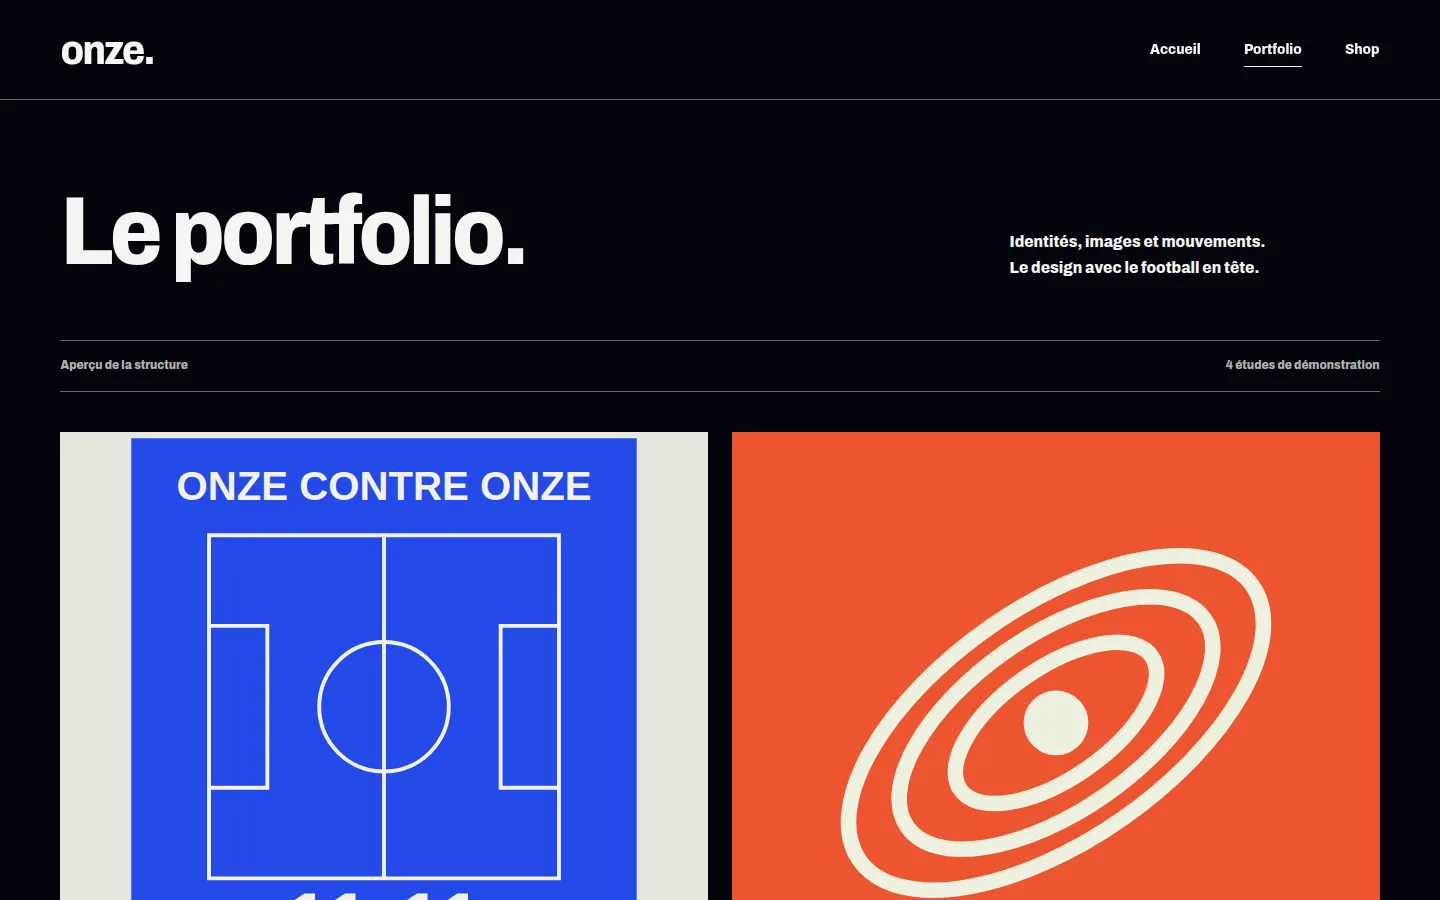 onze.
Accueil
Portfolio
Shop
Le portfolio.
Identités, images et mouvements.
Le design avec le football en tête.
Aperçu de la structure
4 études de démonstration
ONZE CONTRE ONZE